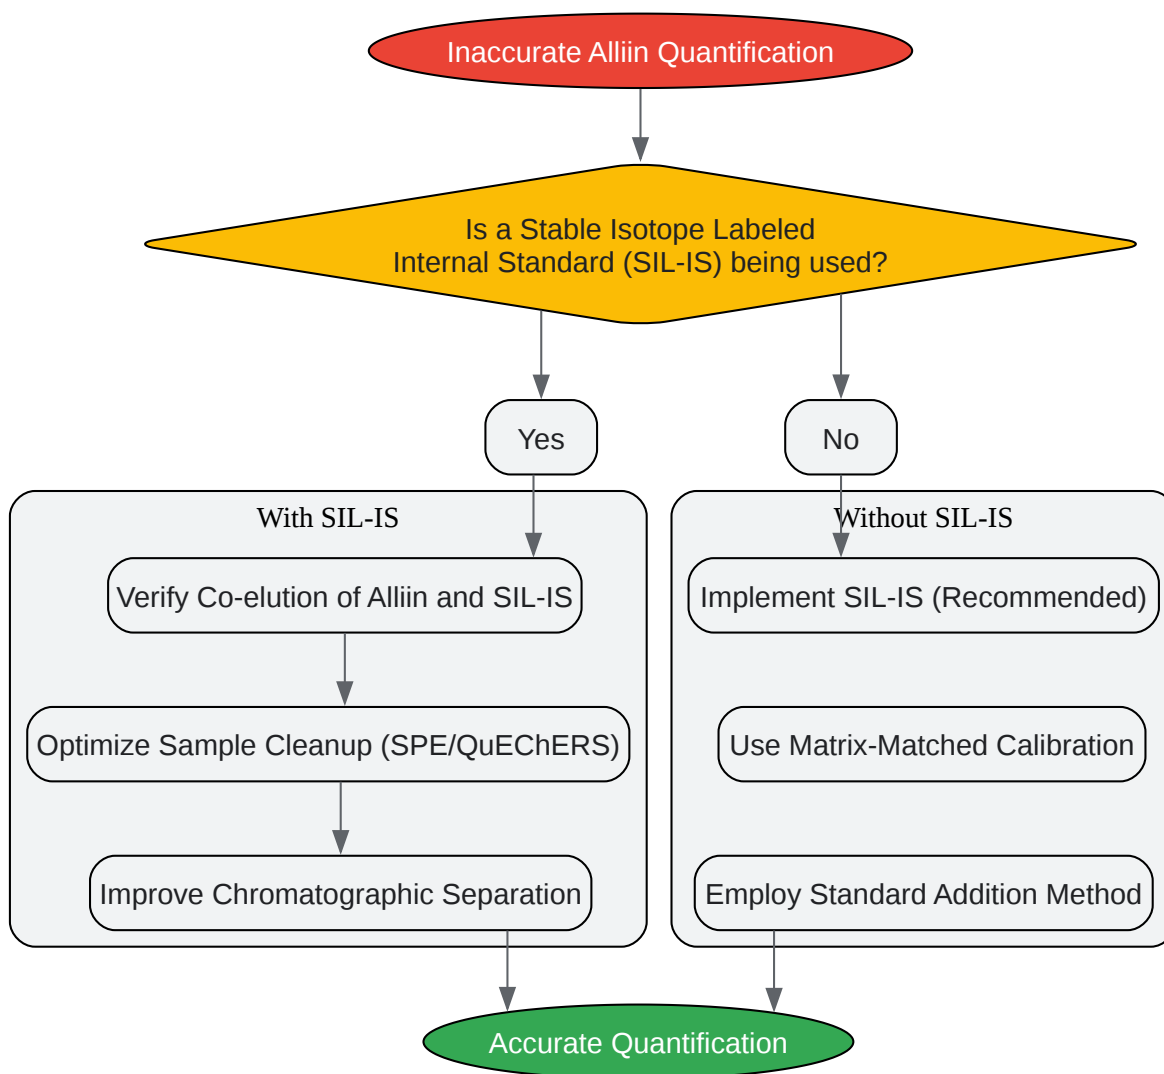 Inaccurate Alliin Quantification
Is a Stable Isotope Labeled
Internal Standard (SIL-IS) being used?
Yes
No
With SIL-IS
Verify Co-elution of Alliin and SIL-IS
Optimize Sample Cleanup (SPE/QuEChERS)
Improve Chromatographic Separation
Without SIL-IS
Implement SIL-IS (Recommended)
Use Matrix-Matched Calibration
Employ Standard Addition Method
Accurate Quantification